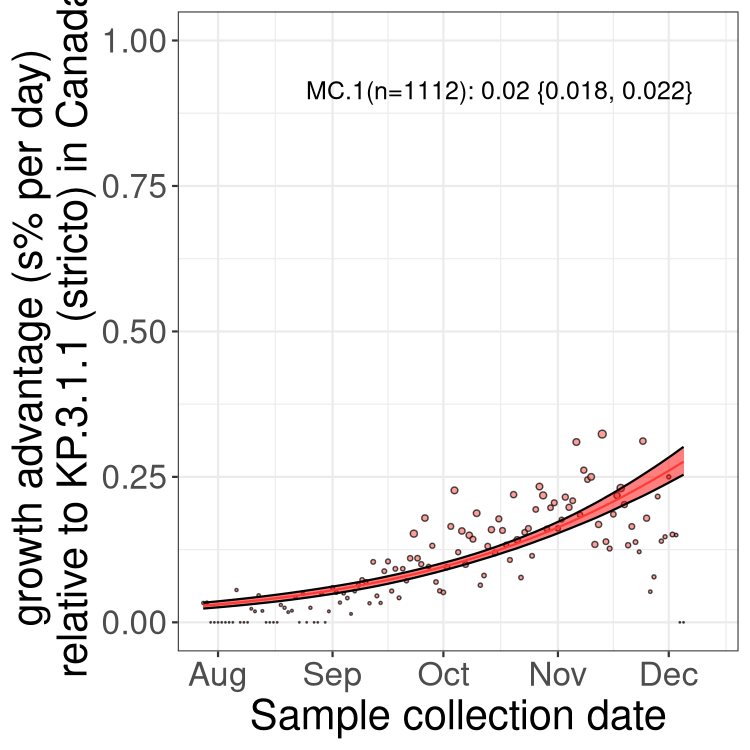 growth advantage (s% per day)
relative to KP.3.1.1 (stricto) in Canada
1.00
0.75
0.50
0.25
0.00
MC.1(n=1112): 0.02 {0.018, 0.022}
Aug Sep Oct Nov Dec
Sample collection date